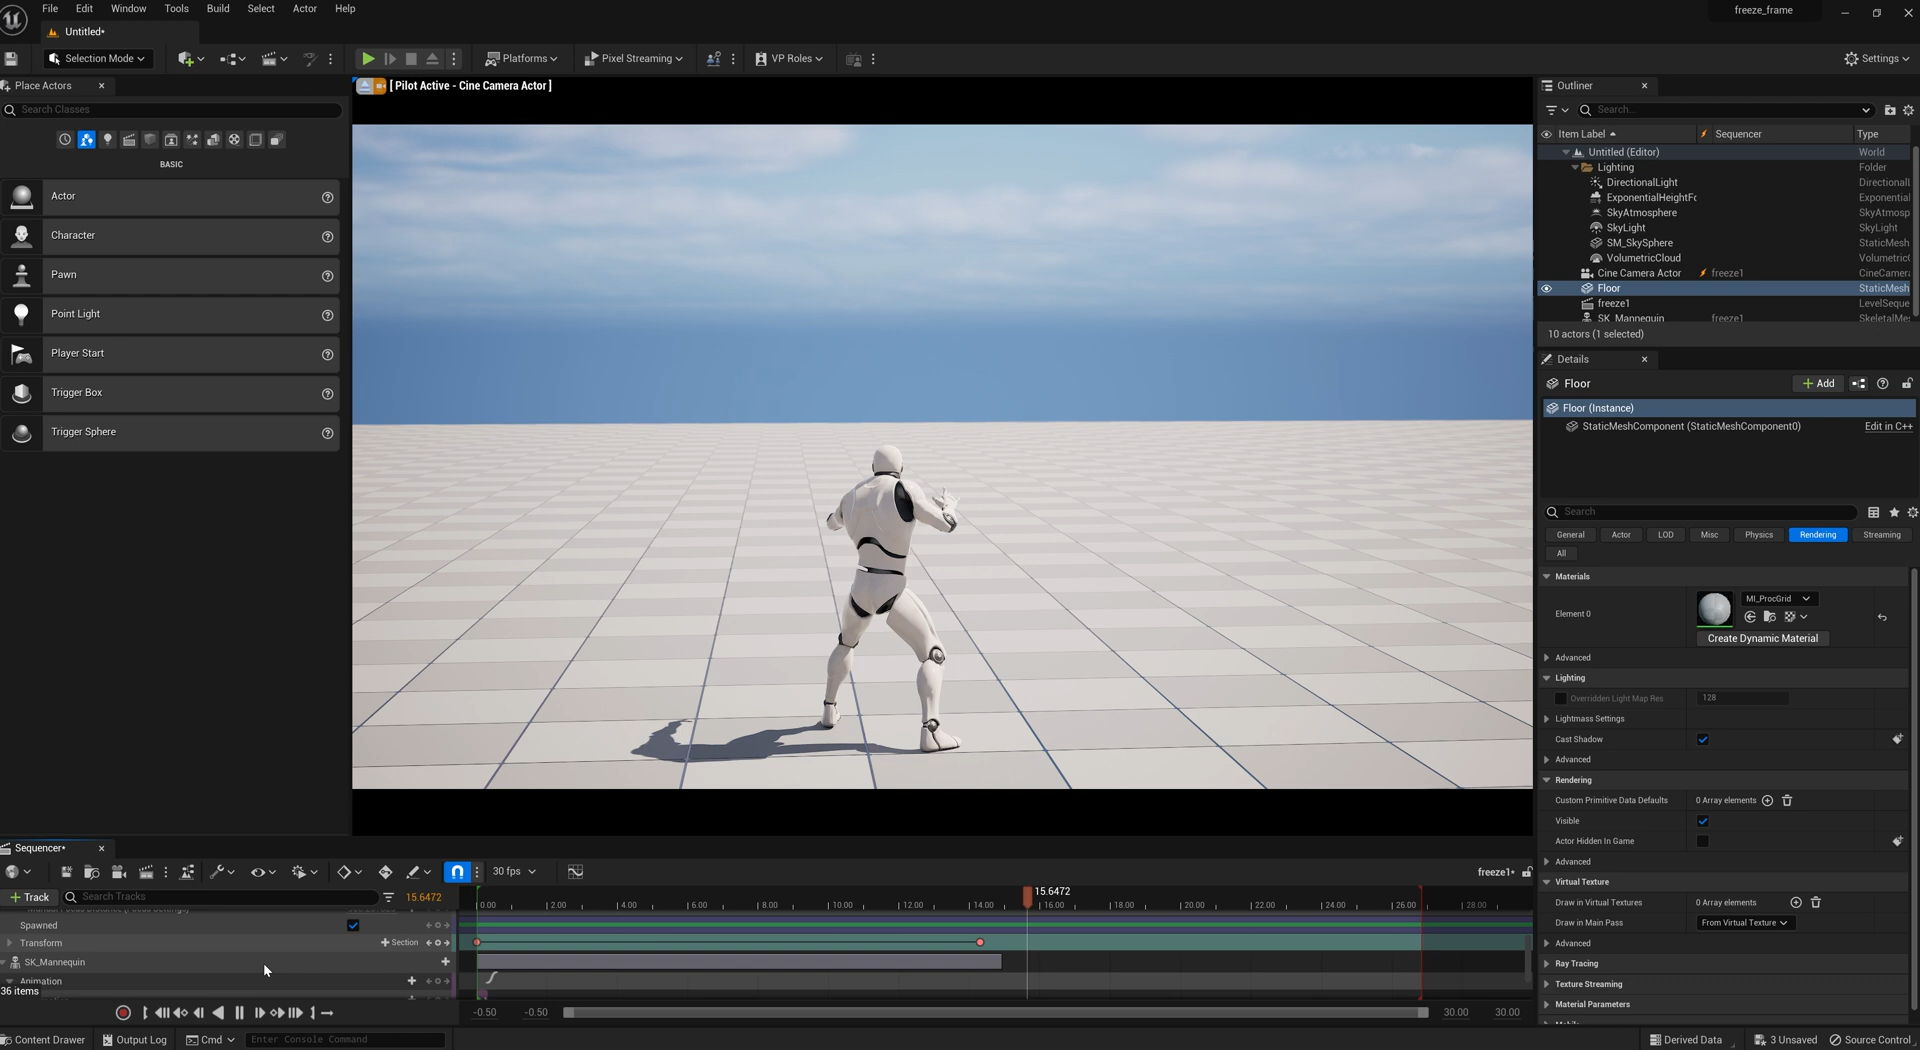 File Edit Window Tools Build Select Actor Help
freeze_frame
Untitled*
Selection Mode
Platforms
Pixel Streaming
VP Roles
Settings
Place Actors
Search Classes
BASIC
Actor
Character
Pawn
Point Light
Player Start
Trigger Box
Trigger Sphere
[ Pilot Active - Cine Camera Actor ]
Outliner
Search...
Item Label Sequencer Type
Untitled (Editor) World
Lighting Folder
DirectionalLight Directional
ExponentialHeightFo Exponential
SkyAtmosphere SkyAtmosp
SkyLight SkyLight
SM_SkySphere StaticMesh
VolumetricCloud Volumetric
Cine Camera Actor freeze1 CineCamera
Floor StaticMesh
freeze1 LevelSeque
SK_Mannequin freeze1 SkeletalMe
10 actors (1 selected)
Details
Floor
Add
Floor (Instance)
StaticMeshComponent (StaticMeshComponent0) Edit in C++
Search
General Actor LOD Misc Physics Rendering Streaming
All
Materials
Element 0
MI_ProcGrid
Create Dynamic Material
Advanced
Lighting
Overridden Light Map Res 128
Lightmass Settings
Cast Shadow
Advanced
Rendering
Custom Primitive Data Defaults 0 Array elements
Visible
Actor Hidden In Game
Advanced
Virtual Texture
Draw in Virtual Textures 0 Array elements
Draw in Main Pass From Virtual Texture
Advanced
Ray Tracing
Texture Streaming
Material Parameters
Sequencer*
30 fps
freeze1*
Track
Search Tracks
15.6472
15.6472
0.00 2.00 4.00 6.00 8.00 10.00 12.00 14.00 16.00 18.00 20.00 22.00 24.00 26.00 28.00
Spawned
Transform
Section
SK_Mannequin
Animation
36 items
-0.50 -0.50 30.00 30.00
Content Drawer
Output Log
Cmd
Enter Console Command
Derived Data
3 Unsaved
Source Control